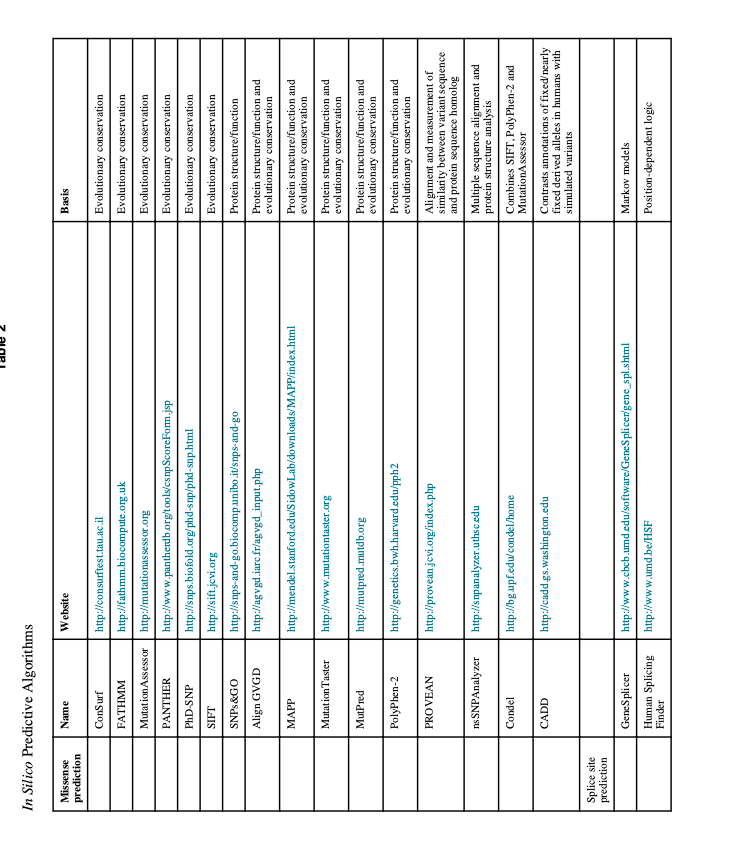 Table 2
In Silico Predictive Algorithms
Missense prediction | Name | Website | Basis
ConSurf | http://consurftest.tau.ac.il | Evolutionary conservation
FATHMM | http://fathmm.biocompute.org.uk | Evolutionary conservation
MutationAssessor | http://mutationassessor.org | Evolutionary conservation
PANTHER | http://www.pantherdb.org/tools/csnpScoreForm.jsp | Evolutionary conservation
PhD-SNP | http://snps.biofold.org/phd-snp/phd-snp.html | Evolutionary conservation
SIFT | http://sift.jcvi.org | Evolutionary conservation
SNPs&GO | http://snps-and-go.biocomp.unibo.it/snps-and-go | Protein structure/function
Align GVGD | http://agvgd.iarc.fr/agvgd_input.php | Protein structure/function and evolutionary conservation
MAPP | http://mendel.stanford.edu/SidowLab/downloads/MAPP/index.html | Protein structure/function and evolutionary conservation
MutationTaster | http://www.mutationtaster.org | Protein structure/function and evolutionary conservation
MutPred | http://mutpred.mutdb.org | Protein structure/function and evolutionary conservation
PolyPhen-2 | http://genetics.bwh.harvard.edu/pph2 | Protein structure/function and evolutionary conservation
PROVEAN | http://provean.jcvi.org/index.php | Alignment and measurement of similarity between variant sequence and protein sequence homolog
nsSNPAnalyzer | http://snpanalyzer.uthsc.edu | Multiple sequence alignment and protein structure analysis
Condel | http://bg.upf.edu/condel/home | Combines SIFT, PolyPhen-2 and MutationAssessor
CADD | http://cadd.gs.washington.edu | Contrasts annotations of fixed/nearly fixed derived alleles in humans with simulated variants
Splice site prediction
GeneSplicer | http://www.cbcb.umd.edu/software/GeneSplicer/gene_spl.shtml | Markov models
Human Splicing Finder | http://www.umd.be/HSF | Position-dependent logic